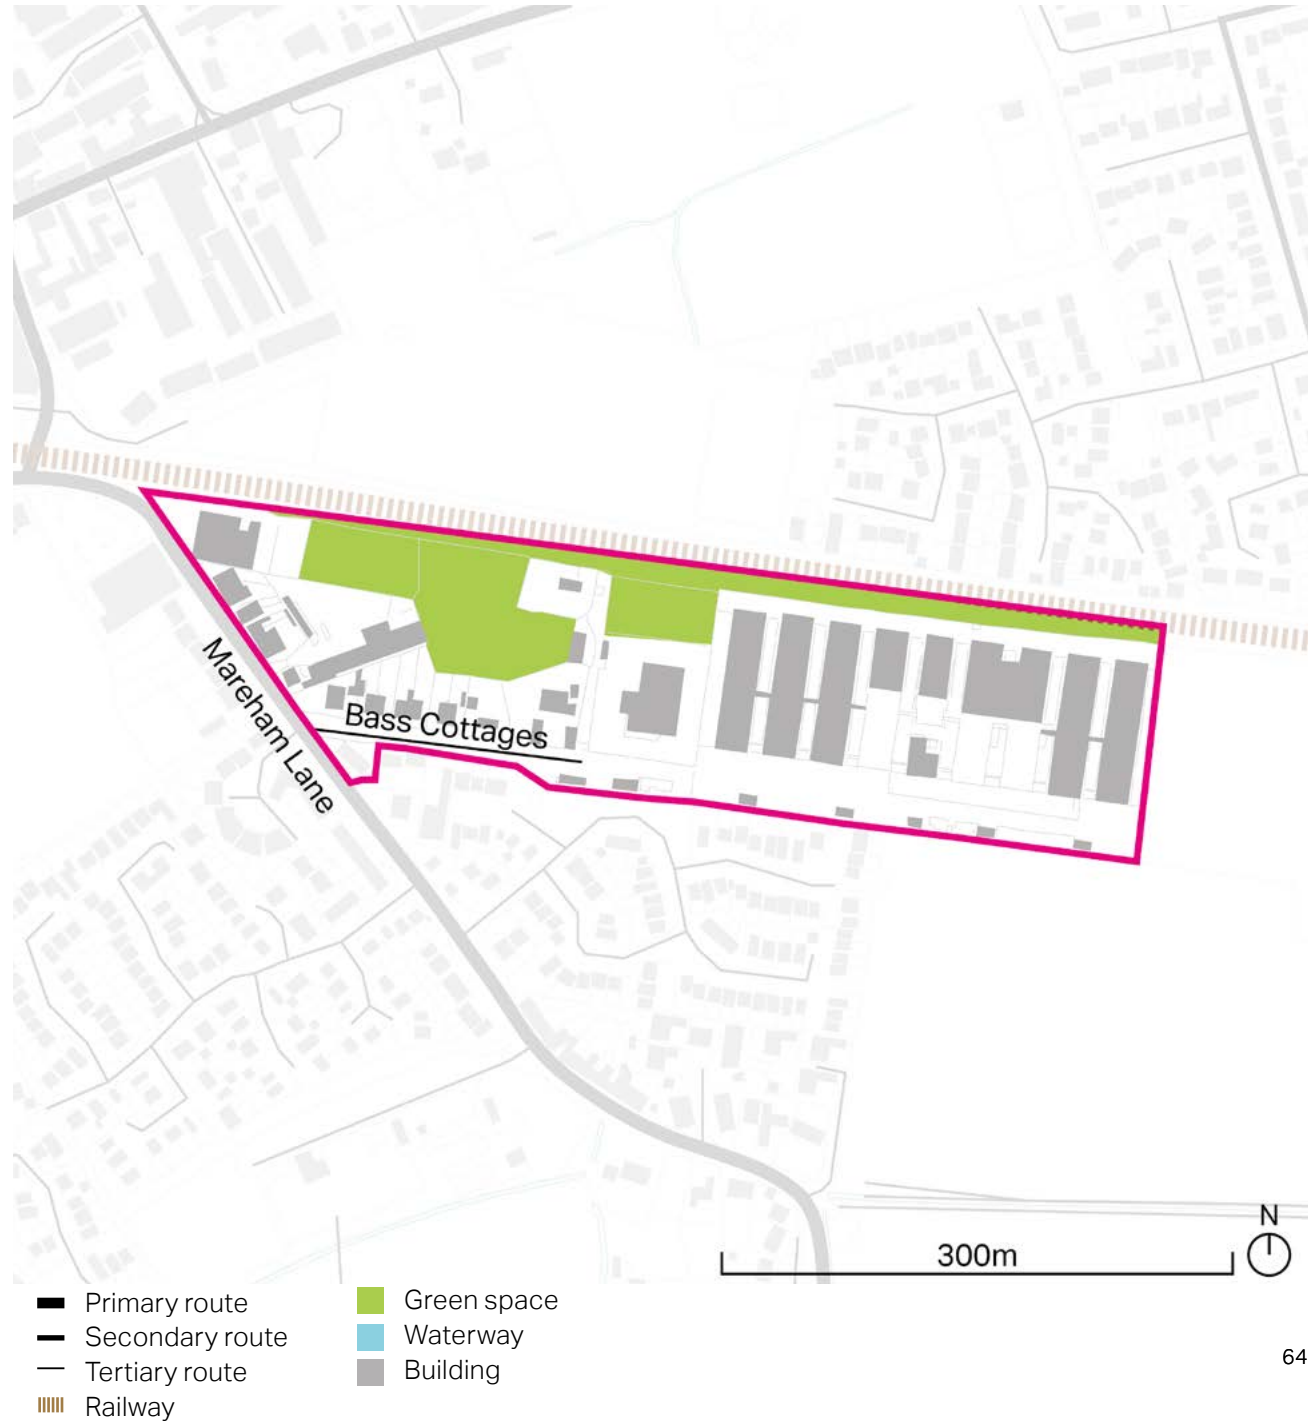 Mareham Lane
Bass Cottages
300m
N
Primary route
Secondary route
Tertiary route
Railway
Green space
Waterway
Building
64